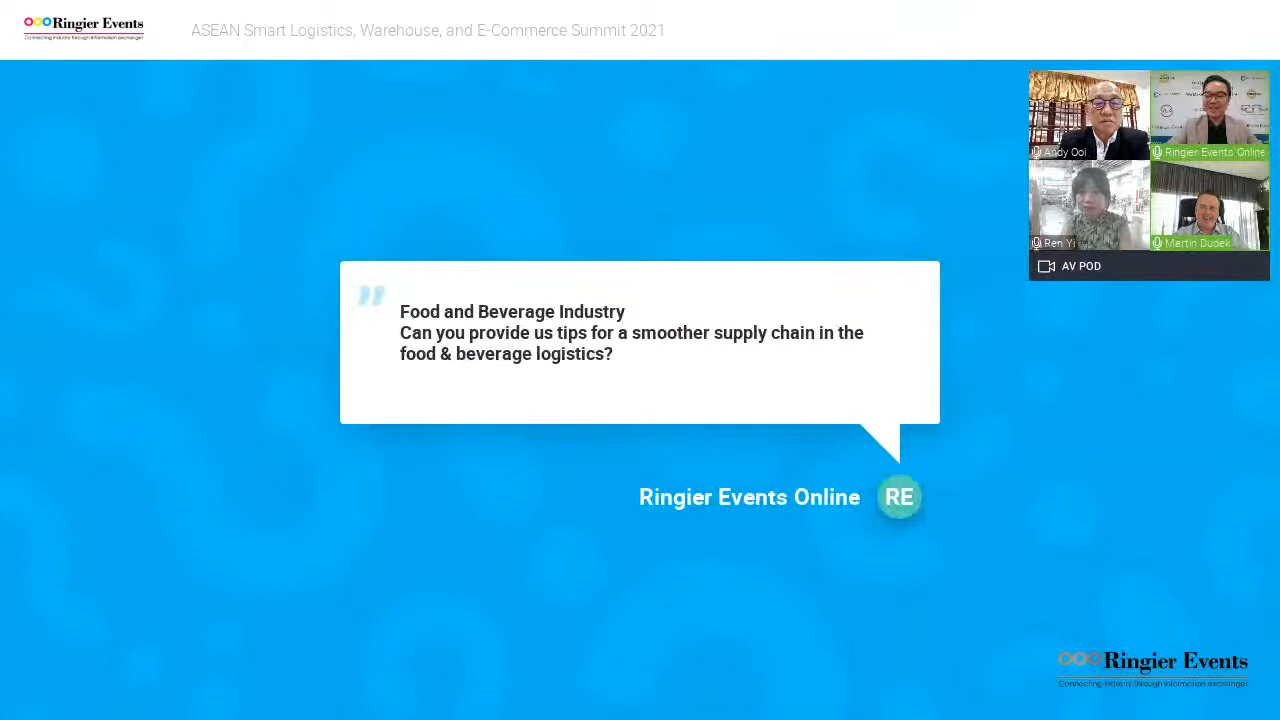 Ringier Events
Connecting industry through information exchange!
ASEAN Smart Logistics, Warehouse, and E-Commerce Summit 2021
Andy Ooi
Ringier Events Online
Ren Yi
Martin Dudek
AV POD
Food and Beverage Industry
Can you provide us tips for a smoother supply chain in the
food & beverage logistics?
Ringier Events Online RE
Ringier Events
Connecting industry through information exchange!